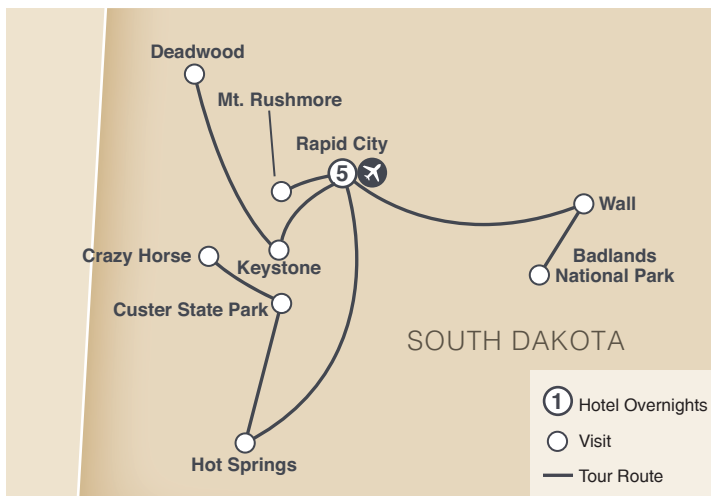 Deadwood
Mt. Rushmore
Rapid City
5
Wall
Crazy Horse
Keystone
Badlands
National Park
Custer State Park
SOUTH DAKOTA
Hot Springs
1 Hotel Overnights
Visit
Tour Route